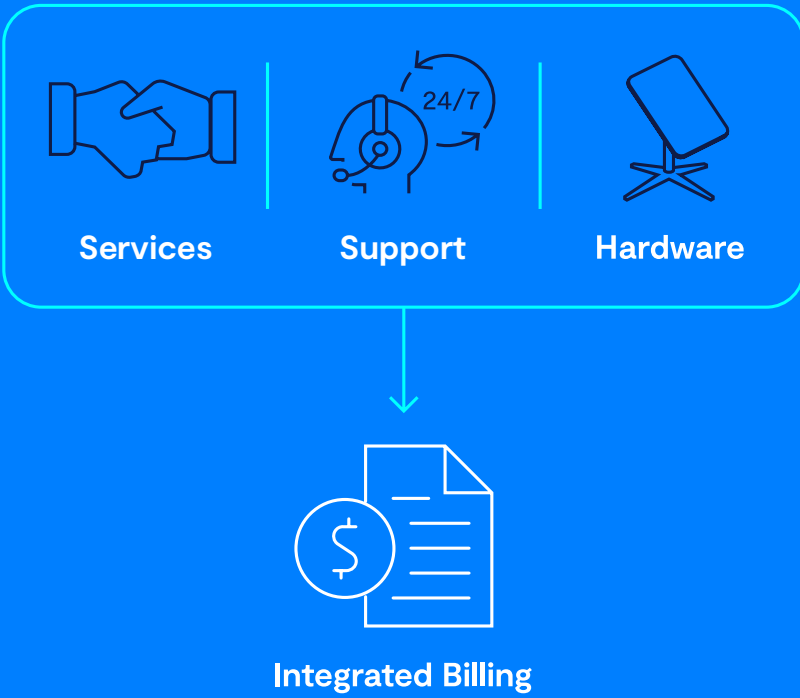 24/7
Services
Support
Hardware
$
Integrated Billing